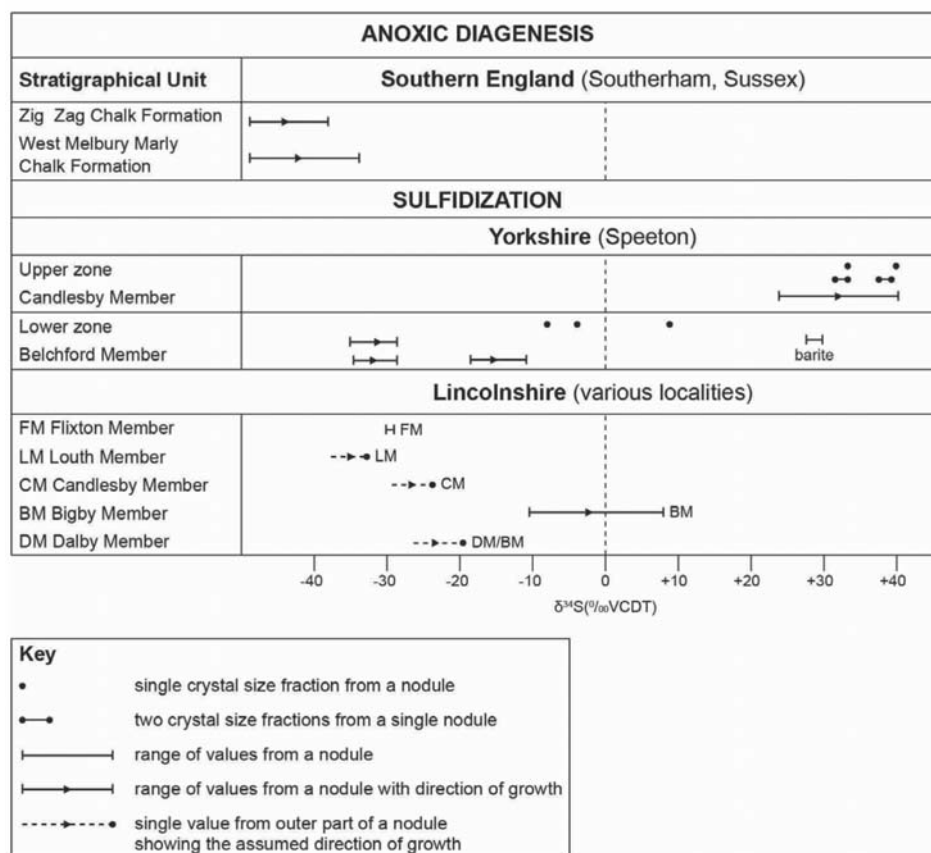 ANOXIC DIAGENESIS
Stratigraphical Unit
Southern England (Southerham, Sussex)
Zig Zag Chalk Formation
West Melbury Marly
Chalk Formation
SULFIDIZATION
Yorkshire (Speeton)
Upper zone
Candlesby Member
Lower zone
Belchford Member
barite
Lincolnshire (various localities)
FM Flixton Member
FM
LM Louth Member
LM
CM Candlesby Member
CM
BM Bigby Member
BM
DM Dalby Member
DM/BM
-40 -30 -20 -10 0 +10 +20 +30 +40
δ³⁴S(⁰/₀₀VCDT)
Key
single crystal size fraction from a nodule
two crystal size fractions from a single nodule
range of values from a nodule
range of values from a nodule with direction of growth
single value from outer part of a nodule
showing the assumed direction of growth